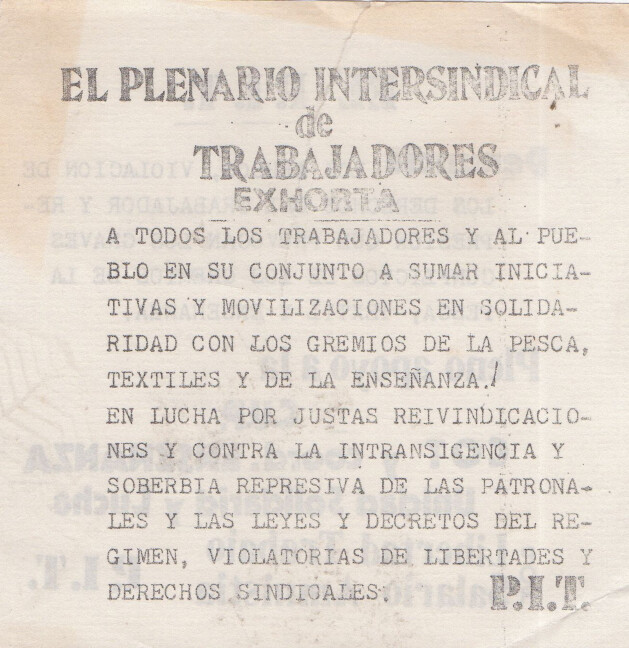 EL PLENARIO INTERSINDICAL
de
TRABAJADORES
EXHORTA
A TODOS LOS TRABAJADORES Y AL PUE-
BLO EN SU CONJUNTO A SUMAR INICIA-
TIVAS Y MOVILIZACIONES EN SOLIDA-
RIDAD CON LOS GREMIOS DE LA PESCA,
TEXTILES Y DE LA ENSEÑANZA.
EN LUCHA POR JUSTAS REIVINDICACIO-
NES Y CONTRA LA INTRANSIGENCIA Y
SOBERBIA REPRESIVA DE LAS PATRONA-
LES Y LAS LEYES Y DECRETOS DEL RE-
GIMEN, VIOLATORIAS DE LIBERTADES Y
DERECHOS SINDICALES. P.I.T.